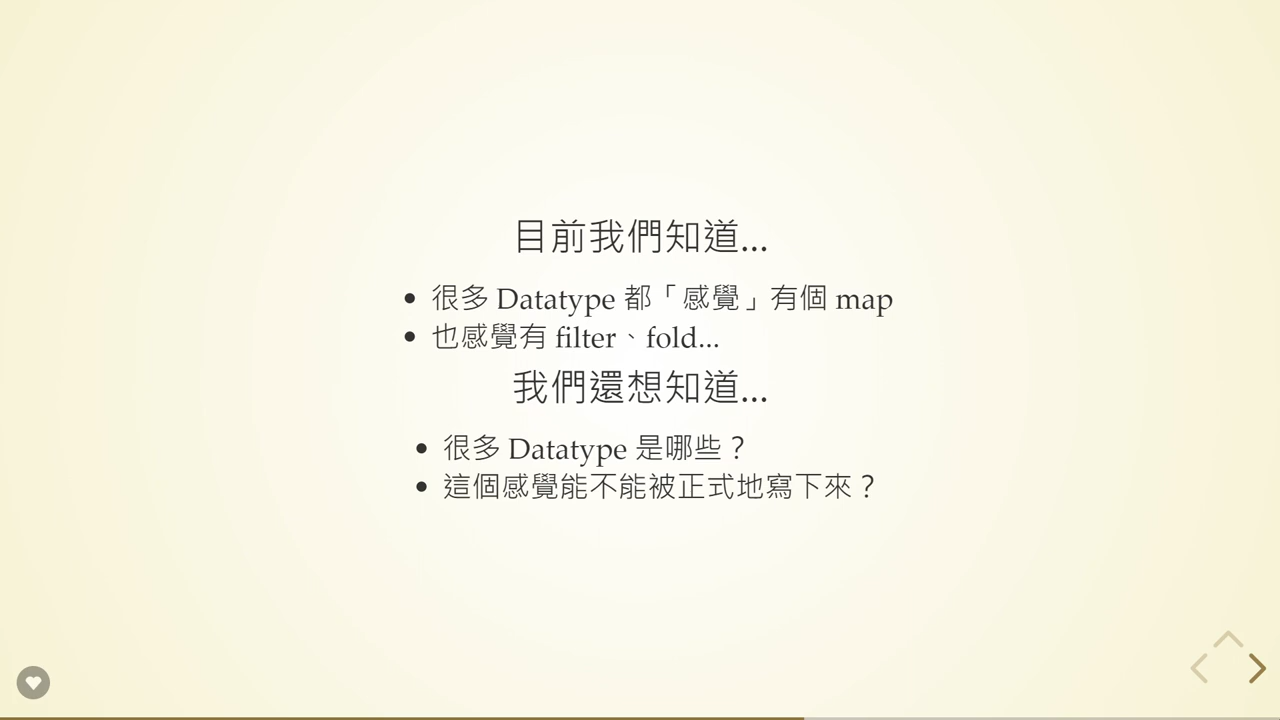 目前我們知道...
很多 Datatype 都「感覺」有個 map
也感覺有 filter、fold...
我們還想知道...
很多 Datatype 是哪些？
這個感覺能不能被正式地寫下來？